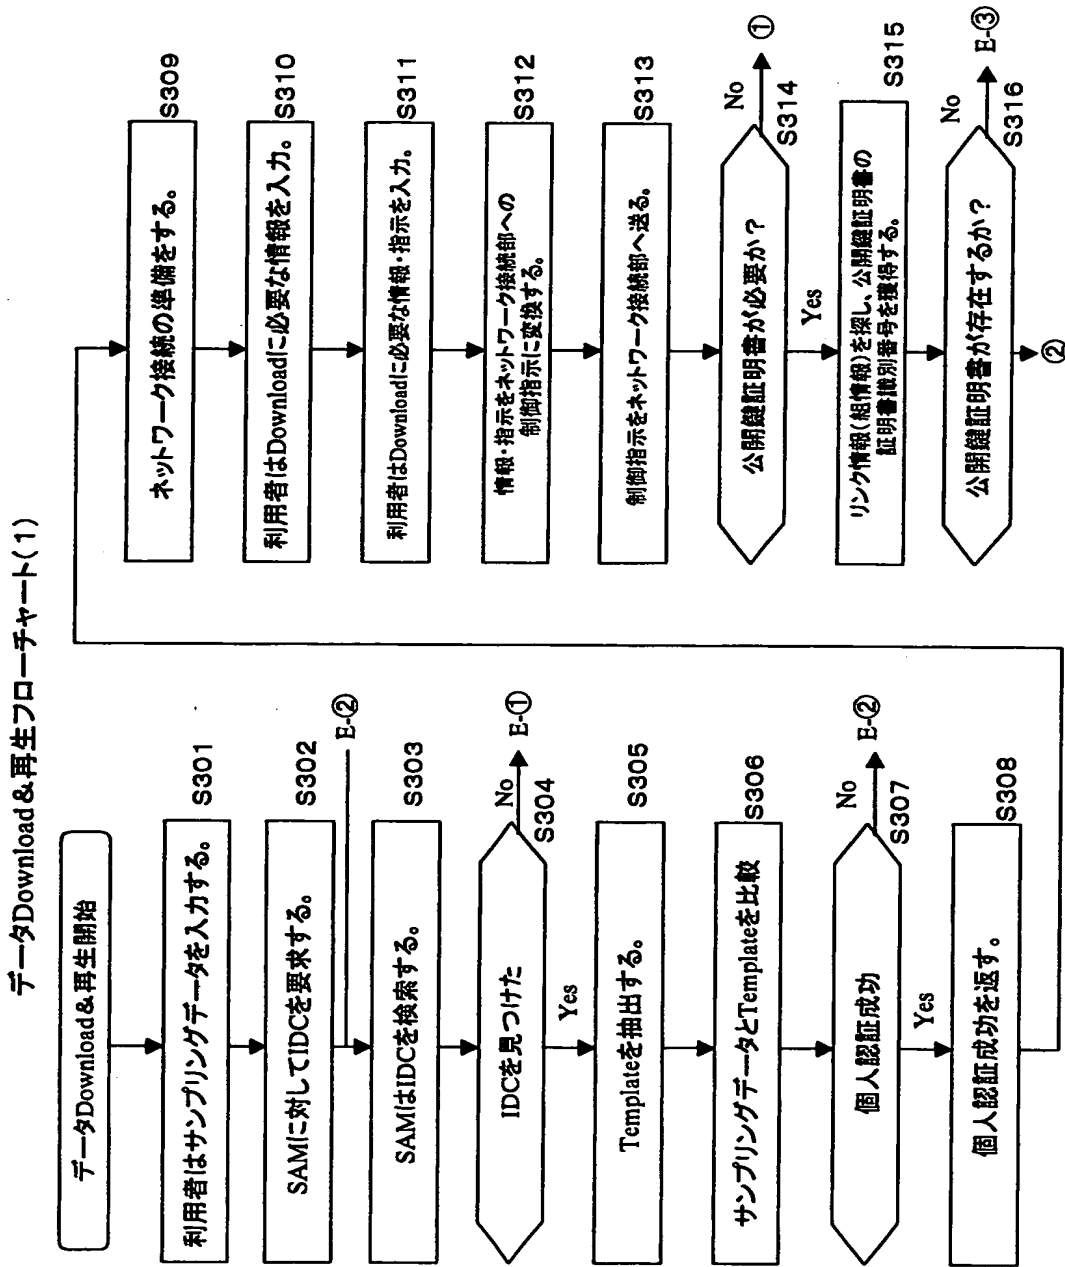 データDownload＆再生フローチャート(1)
データDownload＆再生開始
利用者はサンプリングデータを入力する。
S301
SAMに対してIDCを要求する。
S302
E-②
SAMはIDCを検索する。
S303
IDCを見つけた
No
E-①
S304
Yes
Templateを抽出する。
S305
サンプリングデータとTemplateを比較
S306
個人認証成功
No
E-②
S307
Yes
個人認証成功を返す。
S308
ネットワーク接続の準備をする。
S309
利用者はDownloadに必要な情報を入力。
S310
利用者はDownloadに必要な情報・指示を入力。
S311
情報・指示をネットワーク接続部への
制御指示に変換する。
S312
制御指示をネットワーク接続部へ送る。
S313
公開鍵証明書が必要か？
No
①
S314
Yes
リンク情報(組情報)を探し、公開鍵証明書の
証明書識別番号を獲得する。
S315
公開鍵証明書が存在するか？
No
E-③
S316
②